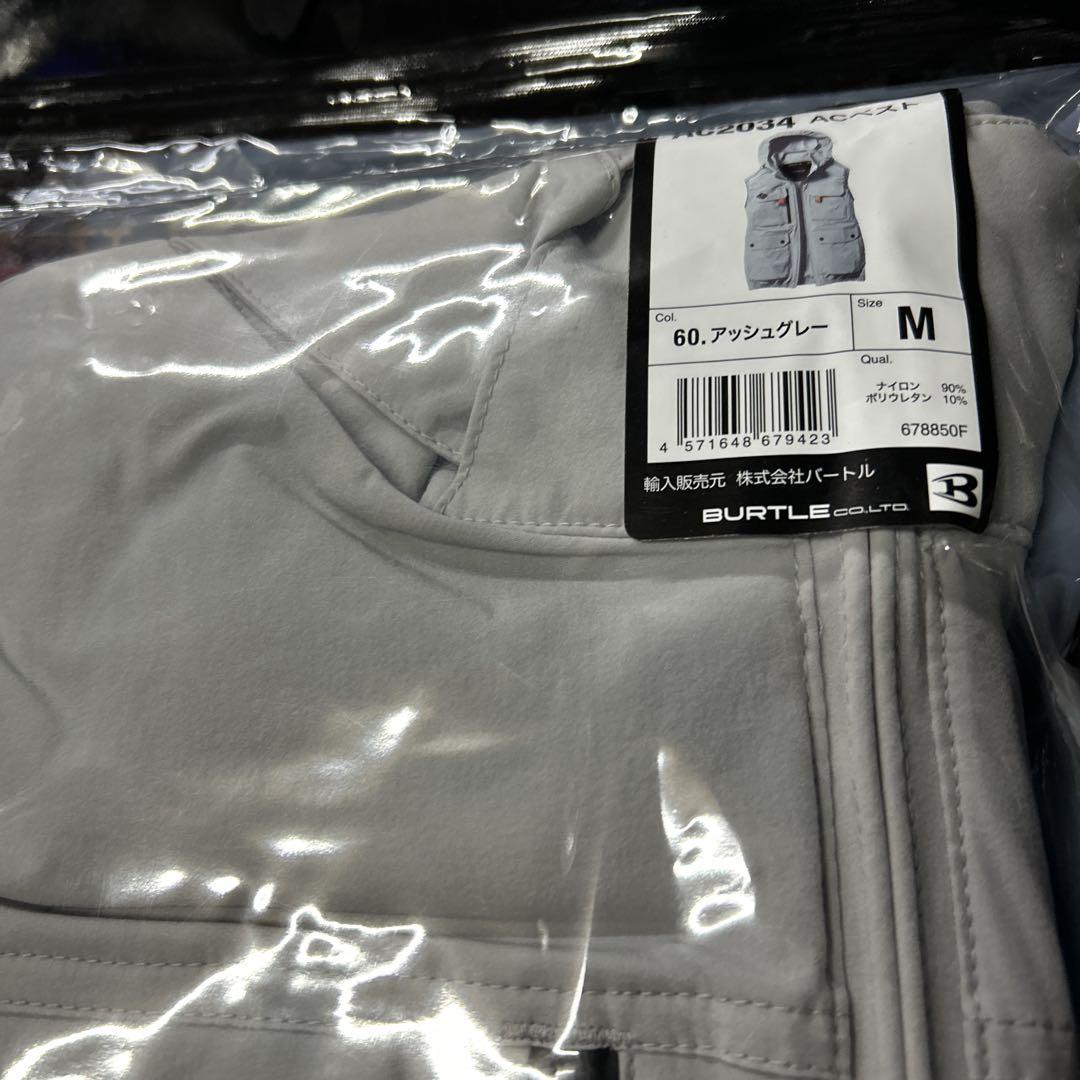 AC2034 ACベスト
Col.
60.アッシュグレー
Size
M
Qual.
ナイロン 90%
ポリウレタン 10%
4 571648 679423
678850F
輸入販売元 株式会社バートル
BURTLE CO.,LTD.
B